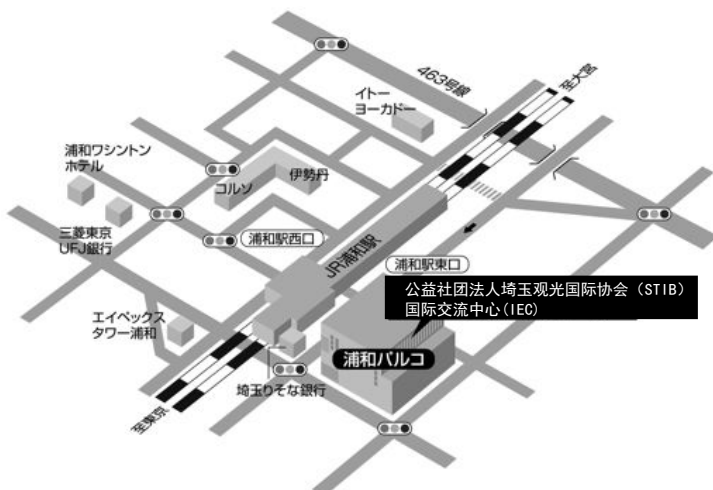 463号線
至大宮
イトー
ヨーカドー
浦和ワシントン
ホテル
コルソ
伊勢丹
三菱東京
UFJ銀行
浦和駅西口
JR浦和駅
浦和駅東口
公益社团法人埼玉观光国际协会（STIB）
国际交流中心(IEC)
エイペックス
タワー浦和
浦和パルコ
埼玉りそな銀行
至東京